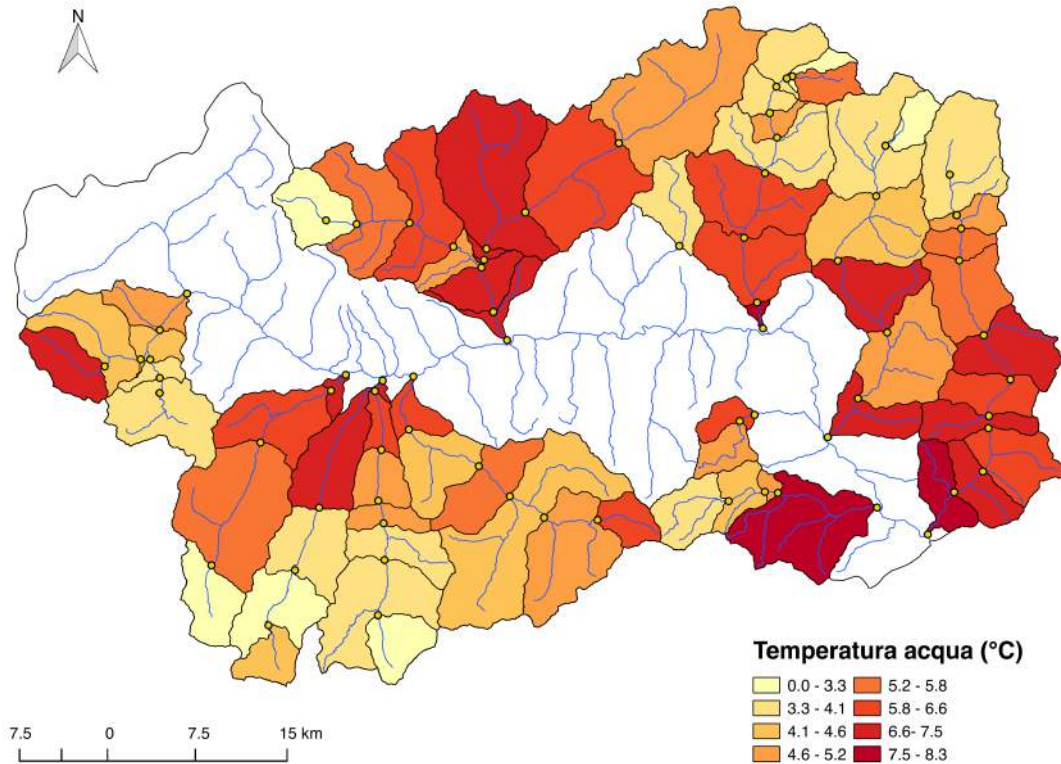 N
Temperatura acqua (°C)
0.0 - 3.3 5.2 - 5.8
3.3 - 4.1 5.8 - 6.6
4.1 - 4.6 6.6- 7.5
4.6 - 5.2 7.5 - 8.3
7.5 0 7.5 15 km